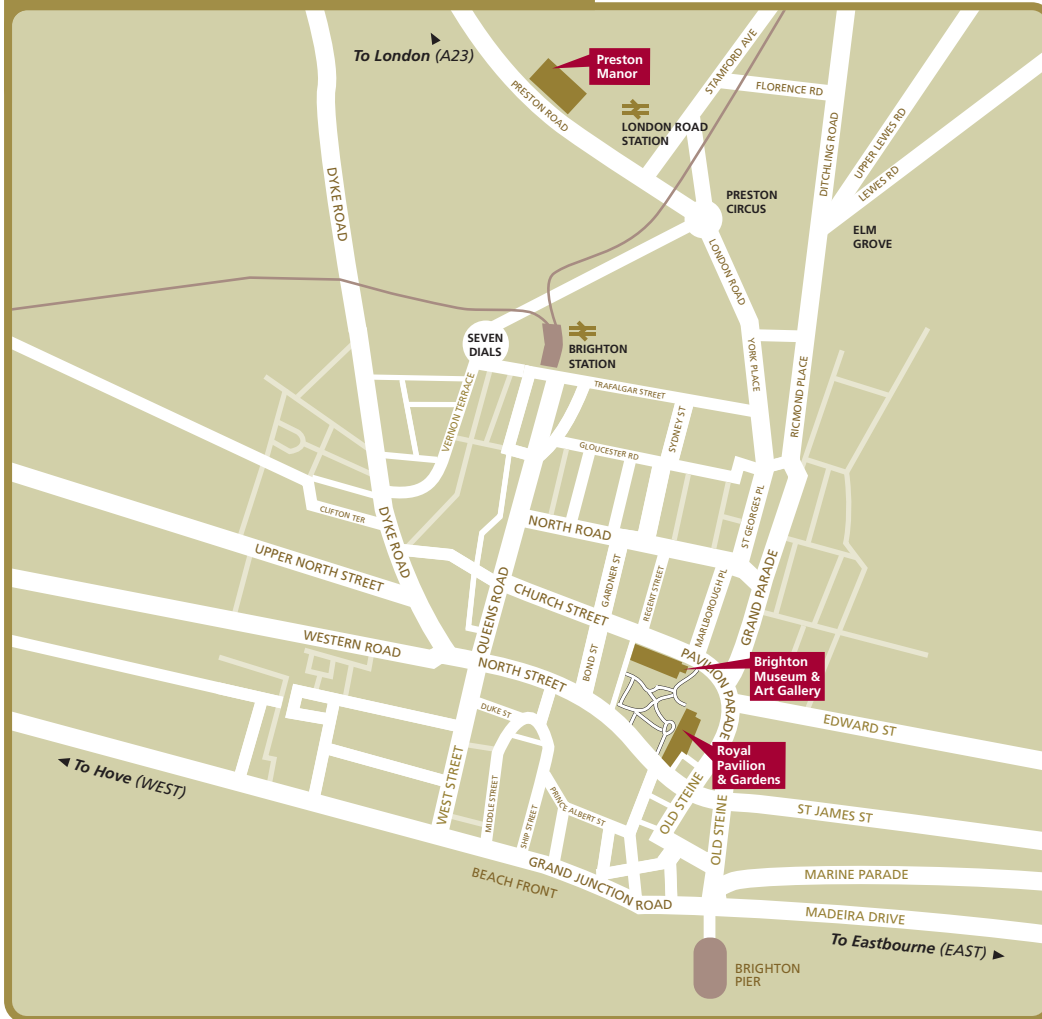 To London (A23)
Preston
Manor
STAMFORD AVE
FLORENCE RD
PRESTON ROAD
LONDON ROAD
STATION
DITCHLING ROAD
UPPER LEWES RD
LEWES RD
DYKE ROAD
PRESTON
CIRCUS
ELM
GROVE
LONDON ROAD
SEVEN
DIALS
BRIGHTON
STATION
YORK PLACE
RICMOND PLACE
TRAFALGAR STREET
VERNON TERRACE
SYDNEY ST
GLOUCESTER RD
CLIFTON TER
DYKE ROAD
NORTH ROAD
ST GEORGES PL
UPPER NORTH STREET
QUEENS ROAD
CHURCH STREET
GARDNER ST
REGENT STREET
MARLBOROUGH PL
GRAND PARADE
WESTERN ROAD
NORTH STREET
BOND ST
PAVILION PARADE
Brighton
Museum &
Art Gallery
DUKE ST
EDWARD ST
Royal
Pavilion
& Gardens
To Hove (WEST)
WEST STREET
MIDDLE STREET
SHIP STREET
PRINCE ALBERT ST
OLD STEINE
OLD STEINE
ST JAMES ST
GRAND JUNCTION ROAD
BEACH FRONT
MARINE PARADE
MADEIRA DRIVE
To Eastbourne (EAST)
BRIGHTON
PIER